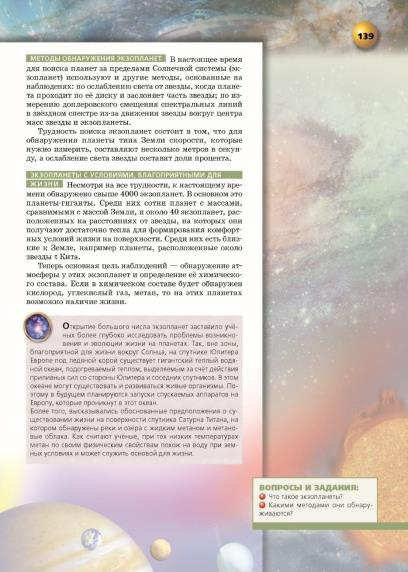 139
МЕТОДЫ ОБНАРУЖЕНИЯ ЭКЗОПЛАНЕТ В настоящее время
для поиска планет за пределами Солнечной системы (эк-
зопланет) используют и другие методы, основанные на
наблюдениях: по ослаблению света от звезды, когда плане-
та проходит по её диску и заслоняет часть звезды; по из-
мерению доплеровского смещения спектральных линий
в звёздном спектре из-за движения звезды вокруг центра
масс звезды и экзопланеты.
Трудность поиска экзопланет состоит в том, что для
обнаружения планеты типа Земли скорости, которые
нужно измерить, составляют несколько метров в секун-
ду, а ослабление света звезды составит доли процента.
ЭКЗОПЛАНЕТЫ С УСЛОВИЯМИ, БЛАГОПРИЯТНЫМИ ДЛЯ
ЖИЗНИ Несмотря на все трудности, к настоящему вре-
мени обнаружено свыше 4000 экзопланет. В основном это
планеты-гиганты. Среди них сотни планет с массами,
сравнимыми с массой Земли, и около 40 экзопланет, рас-
положенных на расстояниях от звезды, на которых они
получают достаточно тепла для формирования комфорт-
ных условий жизни на поверхности. Среди них есть близ-
кие к Земле, например планеты, расположенные около
звезды τ Кита.
Теперь основная цель наблюдений — обнаружение ат-
мосферы у этих экзопланет и определение её химическо-
го состава. Если в химическом составе будет обнаружен
кислород, углекислый газ, метан, то на этих планетах
возможно наличие жизни.
Открытие большого числа экзопланет заставило учё-
ных более глубоко исследовать проблемы возникно-
вения и эволюции жизни на планетах. Так, вне зоны,
благоприятной для жизни вокруг Солнца, на спутнике Юпитера
Европе под ледяной корой существует гигантский тёплый водя-
ной океан, подогреваемый теплом, выделяемым за счёт действия
приливных сил со стороны Юпитера и соседних спутников. В этом
океане могут существовать и развиваться живые организмы. По-
этому в будущем планируются запуски спускаемых аппаратов на
Европу, которые проникнут в этот океан.
Более того, высказывались обоснованные предположения о су-
ществовании жизни на поверхности спутника Сатурна Титана, на
котором обнаружены реки и озёра с жидким метаном и метано-
вые облака. Как считают учёные, при тех низких температурах
метан по своим физическим свойствам похож на воду при зем-
ных условиях и может служить основой для жизни.
ВОПРОСЫ И ЗАДАНИЯ:
Что такое экзопланеты?
Какими методами они обнару-
живаются?